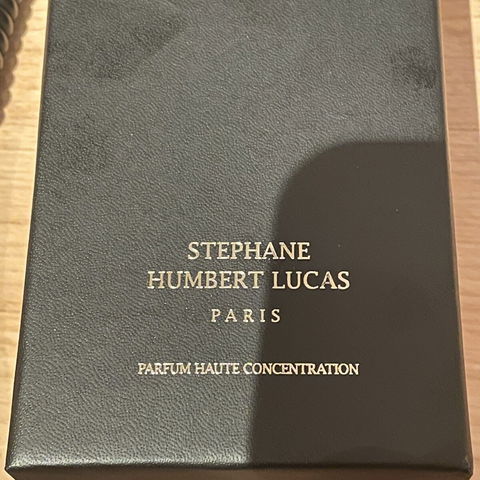 STEPHANE
HUMBERT LUCAS
PARIS
PARFUM HAUTE CONCENTRATION